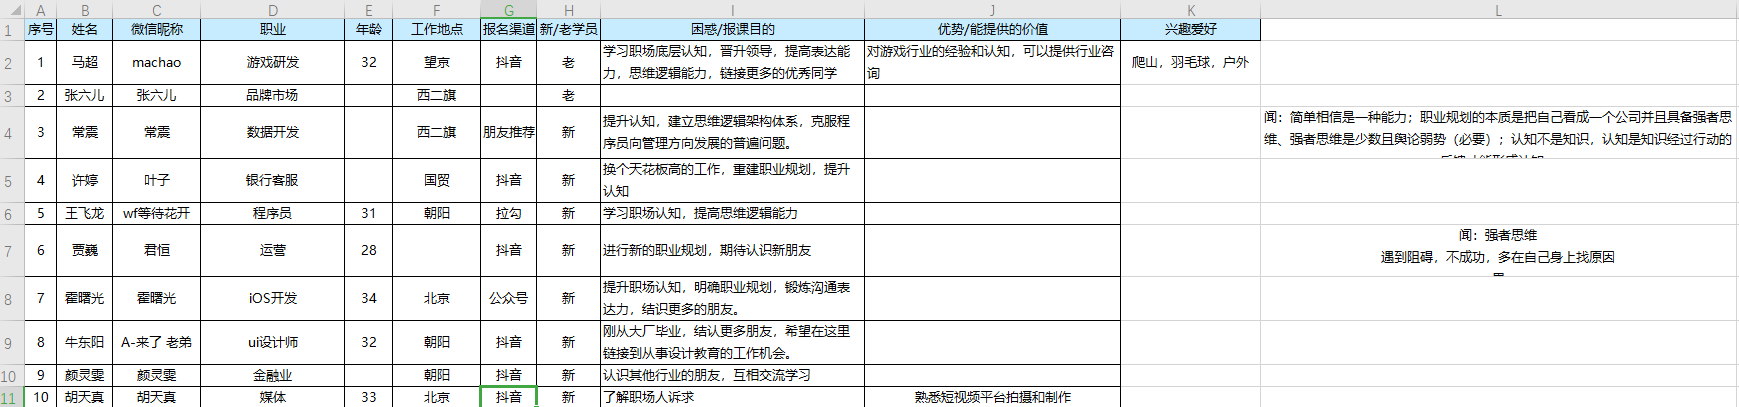 A B C D E F G H I J K L
1 序号 姓名 微信昵称 职业 年龄 工作地点 报名渠道 新/老学员 困惑/报课目的 优势/能提供的价值 兴趣爱好
2 1 马超 machao 游戏研发 32 望京 抖音 老 学习职场底层认知，晋升领导，提高表达能 对游戏行业的经验和认知，可以提供行业咨 爬山，羽毛球，户外
力，思维逻辑能力，链接更多的优秀同学 询
3 2 张六儿 张六儿 品牌市场 西二旗 老
4 3 常震 常震 数据开发 西二旗 朋友推荐 新 提升认知，建立思维逻辑架构体系，克服程 闻：简单相信是一种能力；职业规划的本质是把自己看成一个公司并且具备强者思
序员向管理方向发展的普遍问题。 维、强者思维是少数且舆论弱势（必要）；认知不是知识，认知是知识经过行动的
5 4 许婷 叶子 银行客服 国贸 抖音 新 换个天花板高的工作，重建职业规划，提升
认知
6 5 王飞龙 wf等待花开 程序员 31 朝阳 拉勾 新 学习职场认知，提高思维逻辑能力
7 6 贾巍 君恒 运营 28 抖音 新 进行新的职业规划，期待认识新朋友 闻：强者思维
遇到阻碍，不成功，多在自己身上找原因
8 7 霍曙光 霍曙光 iOS开发 34 北京 公众号 新 提升职场认知，明确职业规划，锻炼沟通表
达力，结识更多的朋友。
9 8 牛东阳 A-来了 老弟 ui设计师 32 朝阳 抖音 新 刚从大厂毕业，结认更多朋友，希望在这里
链接到从事设计教育的工作机会。
10 9 颜灵雯 颜灵雯 金融业 朝阳 抖音 新 认识其他行业的朋友，互相交流学习
11 10 胡天真 胡天真 媒体 33 北京 抖音 新 了解职场人诉求 熟悉短视频平台拍摄和制作